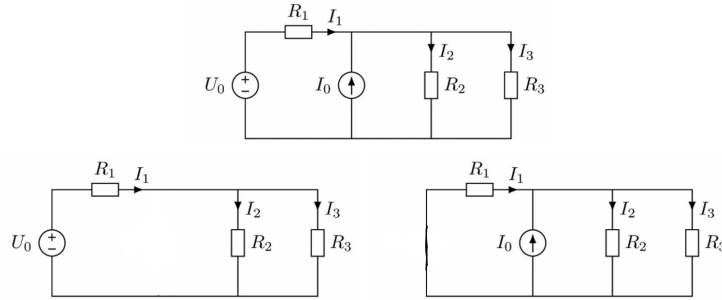 R₁ I₁
I₂ I₃
U₀ + − I₀ R₂ R₃
R₁ I₁
I₂ I₃
U₀ + − R₂ R₃
R₁ I₁
I₂ I₃
I₀ R₂ R₃